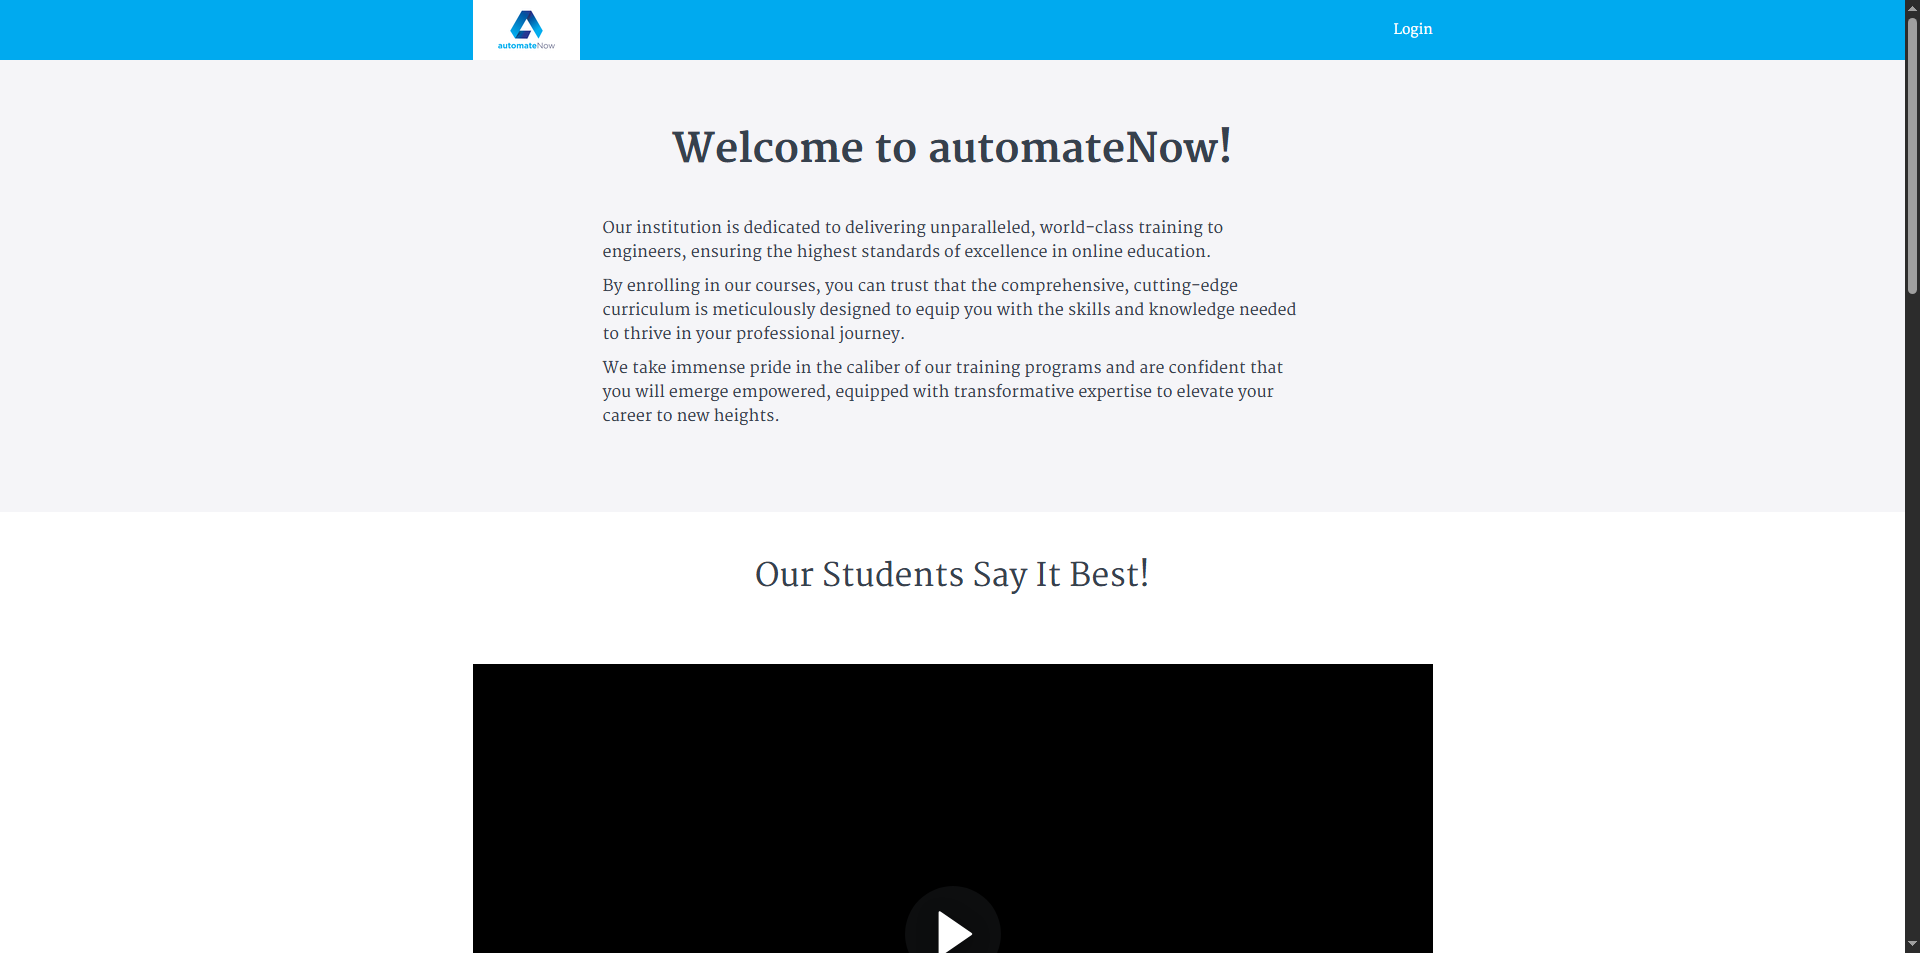 automateNow
Login
Welcome to automateNow!
Our institution is dedicated to delivering unparalleled, world-class training to
engineers, ensuring the highest standards of excellence in online education.
By enrolling in our courses, you can trust that the comprehensive, cutting-edge
curriculum is meticulously designed to equip you with the skills and knowledge needed
to thrive in your professional journey.
We take immense pride in the caliber of our training programs and are confident that
you will emerge empowered, equipped with transformative expertise to elevate your
career to new heights.
Our Students Say It Best!